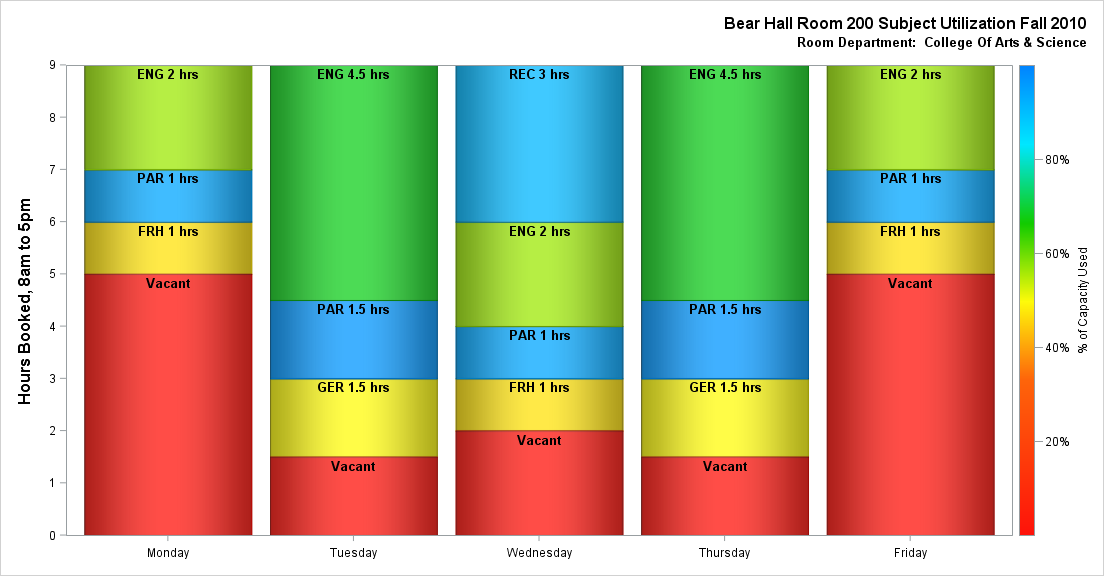 Bear Hall Room 200 Subject Utilization Fall 2010
Room Department:  College Of Arts & Science
Hours Booked, 8am to 5pm
9
8
7
6
5
4
3
2
1
0
ENG 2 hrs
PAR 1 hrs
FRH 1 hrs
Vacant
Monday
ENG 4.5 hrs
PAR 1.5 hrs
GER 1.5 hrs
Vacant
Tuesday
REC 3 hrs
ENG 2 hrs
PAR 1 hrs
FRH 1 hrs
Vacant
Wednesday
ENG 4.5 hrs
PAR 1.5 hrs
GER 1.5 hrs
Vacant
Thursday
ENG 2 hrs
PAR 1 hrs
FRH 1 hrs
Vacant
Friday
80%
60%
40%
20%
% of Capacity Used